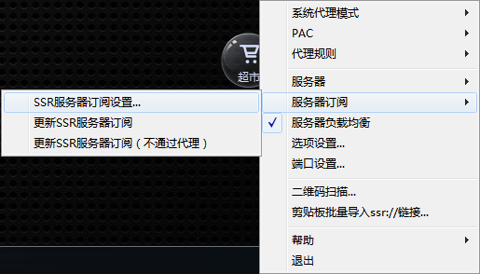 系统代理模式
PAC
代理规则
超市
服务器
SSR服务器订阅设置...
服务器订阅
更新SSR服务器订阅
服务器负载均衡
更新SSR服务器订阅（不通过代理）
选项设置...
端口设置...
二维码扫描...
剪贴板批量导入ssr://链接...
帮助
退出